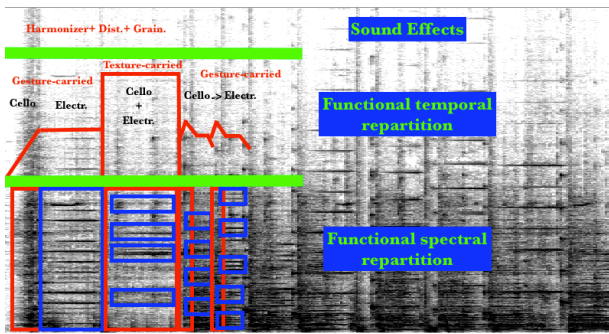 Harmonizer+ Dist.+ Grain.
Sound Effects
Texture-carried
Gesture-carried
Gesture-carried
Cello Electr.
Cello
+
Electr.
Cello -> Electr.
Functional temporal
repartition
Functional spectral
repartition